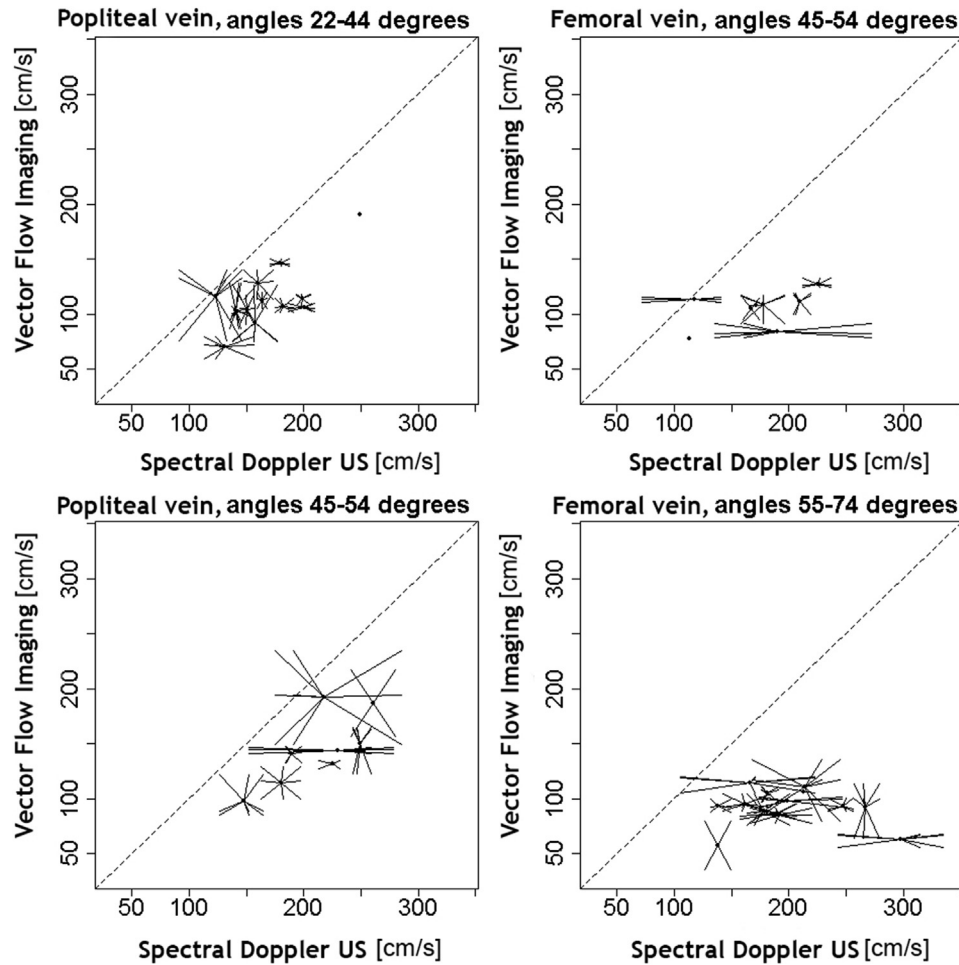 Popliteal vein, angles 22-44 degrees
Vector Flow Imaging [cm/s]
300
200
100
50
50 100 200 300
Spectral Doppler US [cm/s]
Femoral vein, angles 45-54 degrees
Vector Flow Imaging [cm/s]
300
200
100
50
50 100 200 300
Spectral Doppler US [cm/s]
Popliteal vein, angles 45-54 degrees
Vector Flow Imaging [cm/s]
300
200
100
50
50 100 200 300
Spectral Doppler US [cm/s]
Femoral vein, angles 55-74 degrees
Vector Flow Imaging [cm/s]
300
200
100
50
50 100 200 300
Spectral Doppler US [cm/s]